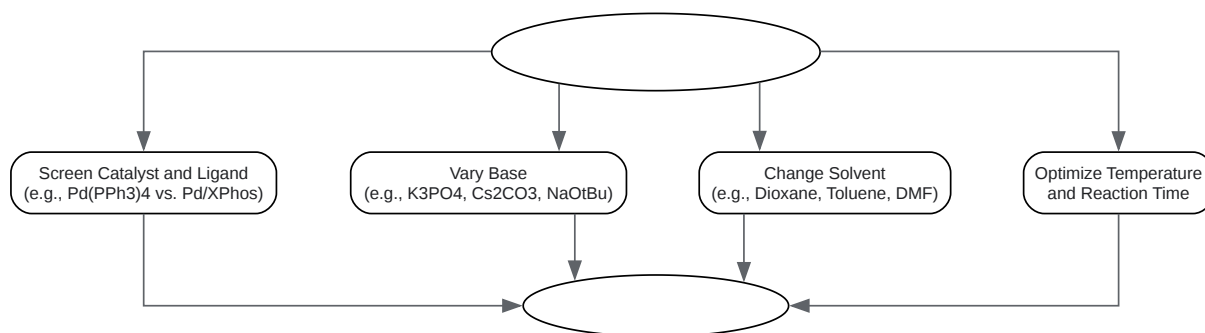 Screen Catalyst and Ligand
(e.g., Pd(PPh3)4 vs. Pd/XPhos)
Vary Base
(e.g., K3PO4, Cs2CO3, NaOtBu)
Change Solvent
(e.g., Dioxane, Toluene, DMF)
Optimize Temperature
and Reaction Time